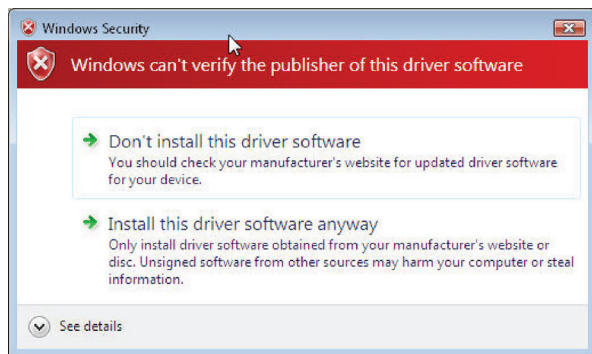 Windows Security
Windows can't verify the publisher of this driver software
Don't install this driver software
You should check your manufacturer's website for updated driver software
for your device.
Install this driver software anyway
Only install driver software obtained from your manufacturer's website or
disc. Unsigned software from other sources may harm your computer or steal
information.
See details